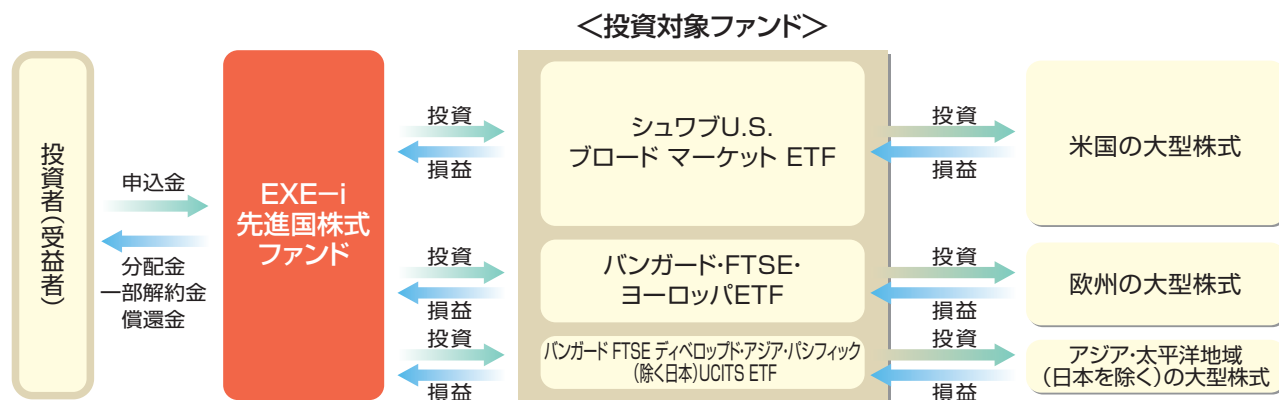 ＜投資対象ファンド＞
投資者（受益者）
申込金
分配金
一部解約金
償還金
EXE－i
先進国株式
ファンド
投資
損益
シュワブU.S.
ブロード マーケット ETF
投資
損益
米国の大型株式
投資
損益
バンガード・FTSE・
ヨーロッパETF
投資
損益
欧州の大型株式
投資
損益
バンガード FTSE ディベロップド・アジア・パシフィック
（除く日本）UCITS ETF
投資
損益
アジア・太平洋地域
（日本を除く）の大型株式